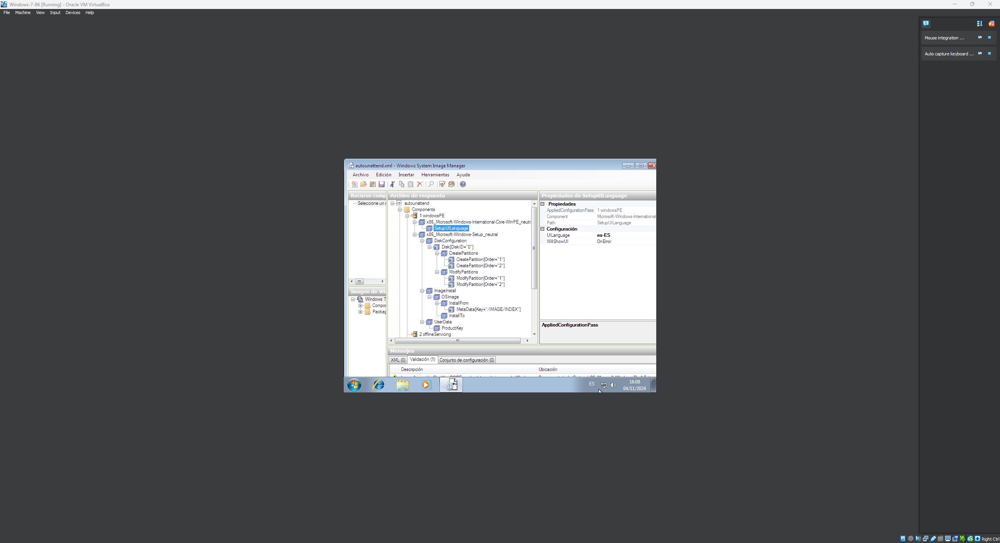 Windows-7-86 [Running] - Oracle VM VirtualBox
File Machine View Input Devices Help
Mouse integration ...
Auto capture keyboard ...
autounattend.xml - Windows System Image Manager
Archivo Edición Insertar Herramientas Ayuda
Recurso comp
Seleccione un
Imagen de Wi
Windows 7
Compo
Packag
Archivo de respuesta
autounattend
Components
1 windowsPE
x86_Microsoft-Windows-International-Core-WinPE_neutr
SetupUILanguage
x86_Microsoft-Windows-Setup_neutral
DiskConfiguration
Disk[DiskID="0"]
CreatePartitions
CreatePartition[Order="1"]
CreatePartition[Order="2"]
ModifyPartitions
ModifyPartition[Order="1"]
ModifyPartition[Order="2"]
ImageInstall
OSImage
InstallFrom
MetaData[Key="/IMAGE/INDEX"]
InstallTo
UserData
ProductKey
2 offlineServicing
Propiedades de SetupUILanguage
Propiedades
AppliedConfigurationPass 1 windowsPE
Component Microsoft-Windows-International
Path SetupUILanguage
Configuración
UILanguage es-ES
WillShowUI OnError
AppliedConfigurationPass
Mensajes
XML (0) Validación (1) Conjunto de configuración (0)
Descripción Ubicación
ES
16:08
04/11/2024
Right Ctrl